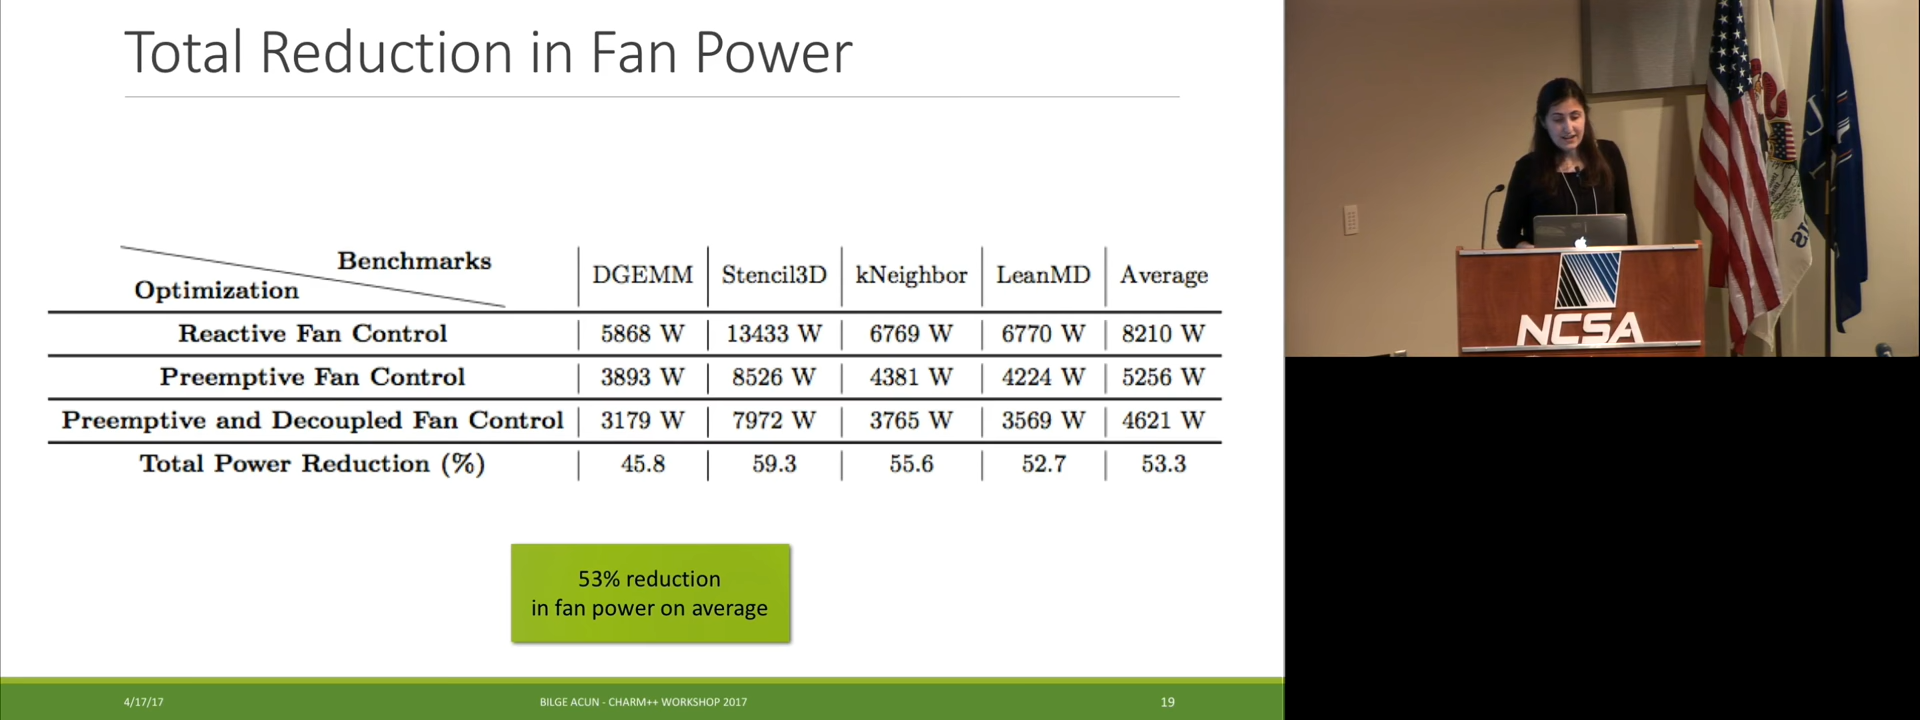 Total Reduction in Fan Power
Benchmarks
Optimization
DGEMM Stencil3D kNeighbor LeanMD Average
Reactive Fan Control 5868 W 13433 W 6769 W 6770 W 8210 W
Preemptive Fan Control 3893 W 8526 W 4381 W 4224 W 5256 W
Preemptive and Decoupled Fan Control 3179 W 7972 W 3765 W 3569 W 4621 W
Total Power Reduction (%) 45.8 59.3 55.6 52.7 53.3
53% reduction
in fan power on average
4/17/17 BILGE ACUN - CHARM++ WORKSHOP 2017 19
NCSA